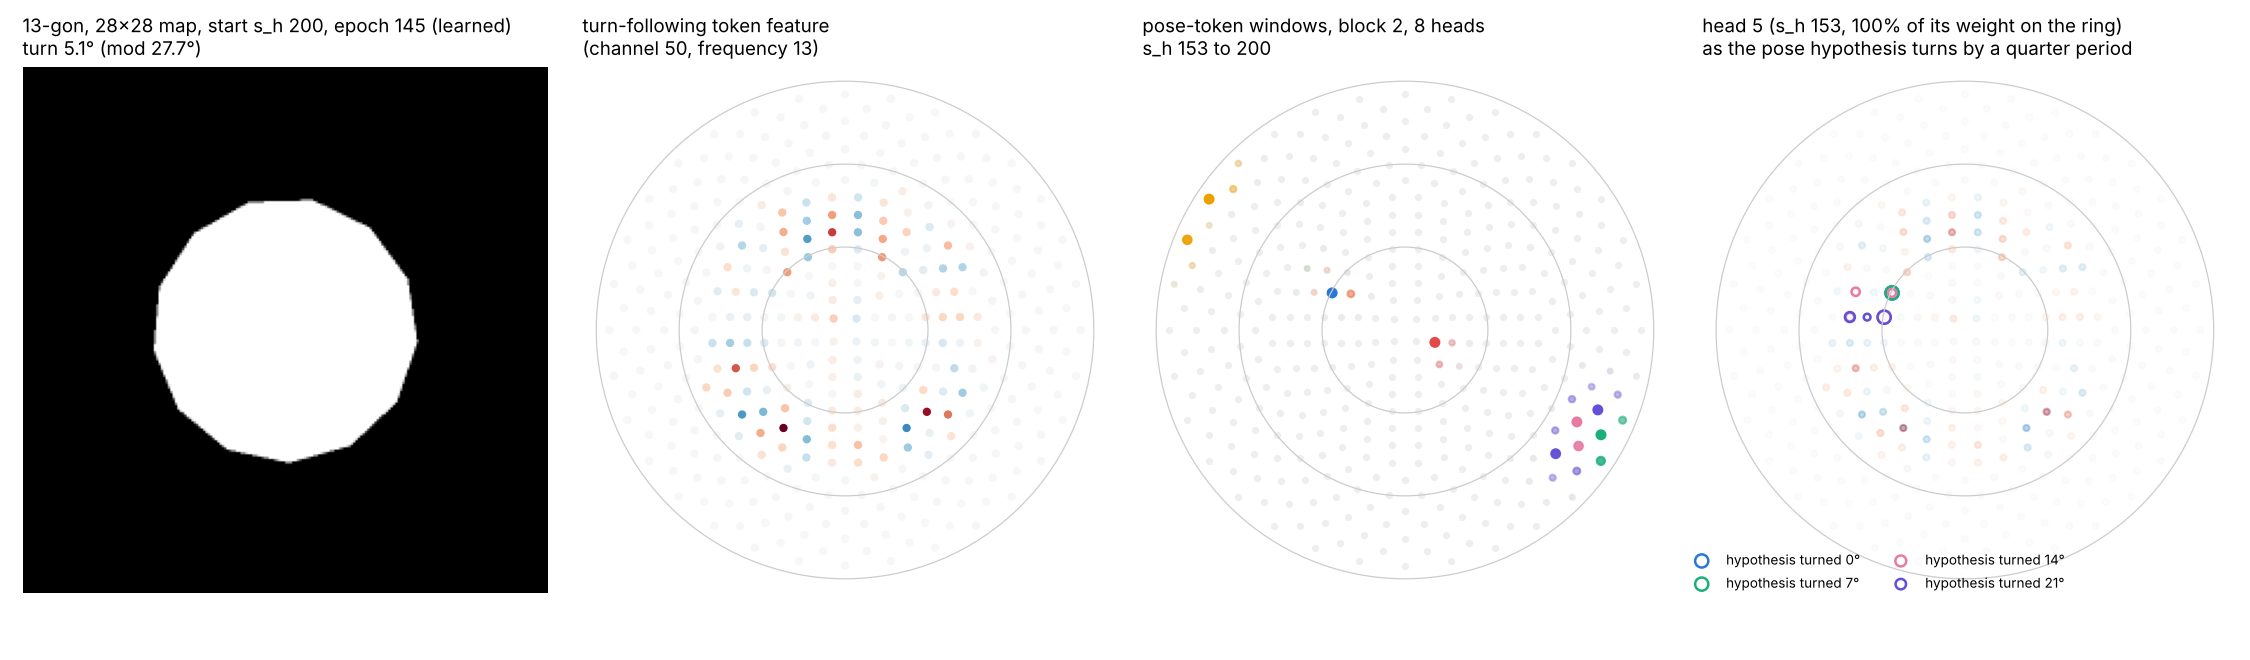 13-gon, 28×28 map, start s_h 200, epoch 145 (learned)
turn 5.1° (mod 27.7°)
turn-following token feature
(channel 50, frequency 13)
pose-token windows, block 2, 8 heads
s_h 153 to 200
head 5 (s_h 153, 100% of its weight on the ring)
as the pose hypothesis turns by a quarter period
hypothesis turned 0°
hypothesis turned 14°
hypothesis turned 7°
hypothesis turned 21°